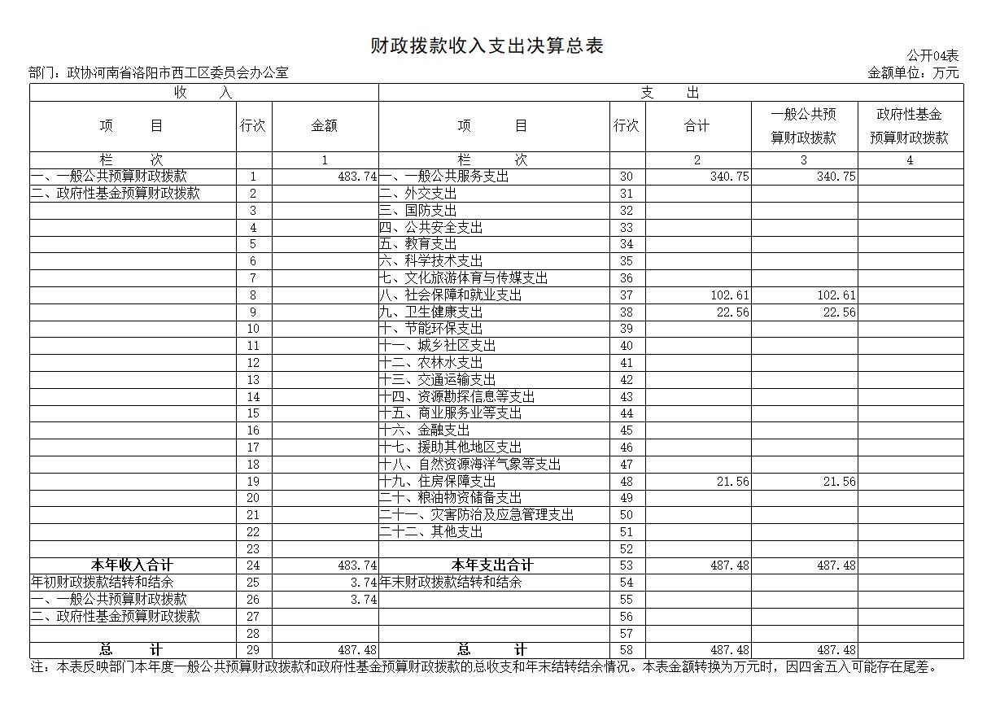 财政拨款收入支出决算总表
公开04表
部门：政协河南省洛阳市西工区委员会办公室 金额单位：万元
收 入 支 出
项 目 行次 金额 项 目 行次 合计 一般公共预算财政拨款 政府性基金预算财政拨款
栏 次 1 栏 次 2 3 4
一、一般公共预算财政拨款 1 483.74 一、一般公共服务支出 30 340.75 340.75
二、政府性基金预算财政拨款 2 二、外交支出 31
3 三、国防支出 32
4 四、公共安全支出 33
5 五、教育支出 34
6 六、科学技术支出 35
7 七、文化旅游体育与传媒支出 36
8 八、社会保障和就业支出 37 102.61 102.61
9 九、卫生健康支出 38 22.56 22.56
10 十、节能环保支出 39
11 十一、城乡社区支出 40
12 十二、农林水支出 41
13 十三、交通运输支出 42
14 十四、资源勘探信息等支出 43
15 十五、商业服务业等支出 44
16 十六、金融支出 45
17 十七、援助其他地区支出 46
18 十八、自然资源海洋气象等支出 47
19 十九、住房保障支出 48 21.56 21.56
20 二十、粮油物资储备支出 49
21 二十一、灾害防治及应急管理支出 50
22 二十二、其他支出 51
23 52
本年收入合计 24 483.74 本年支出合计 53 487.48 487.48
年初财政拨款结转和结余 25 3.74 年末财政拨款结转和结余 54
一、一般公共预算财政拨款 26 3.74 55
二、政府性基金预算财政拨款 27 56
28 57
总 计 29 487.48 总 计 58 487.48 487.48
注：本表反映部门本年度一般公共预算财政拨款和政府性基金预算财政拨款的总收支和年末结转结余情况。本表金额转换为万元时，因四舍五入可能存在尾差。